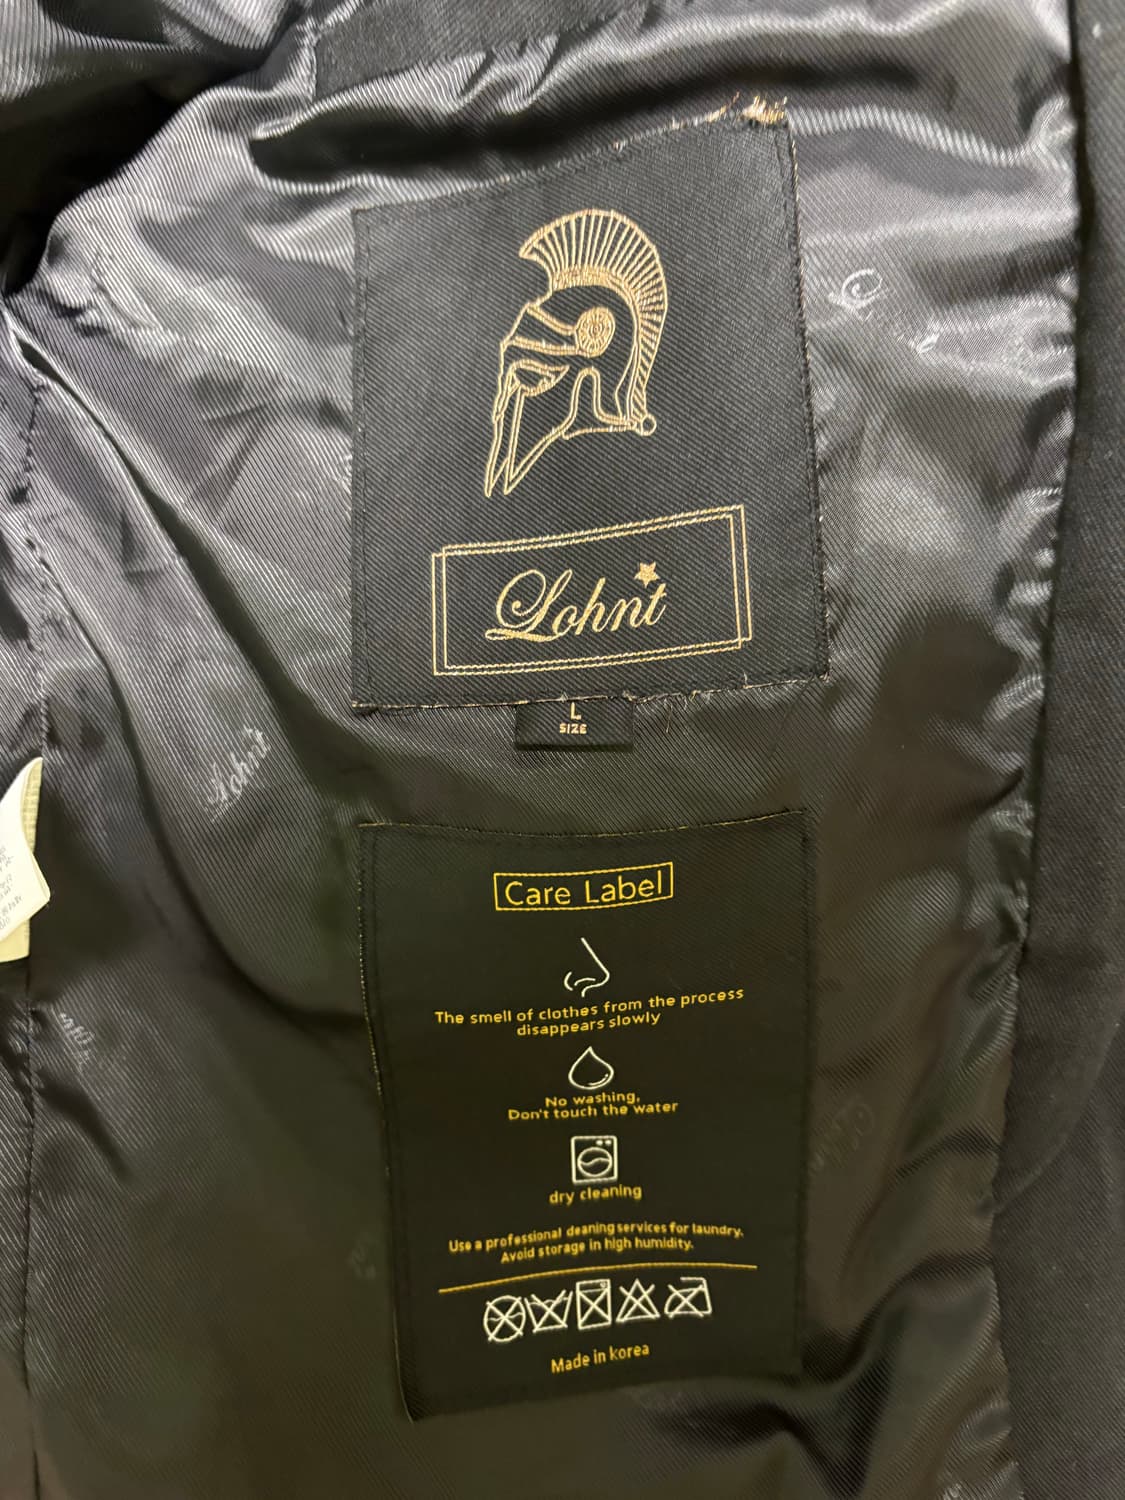 Lohnt
L
SIZE
Lohnt
Care Label
The smell of clothes from the process
disappears slowly
No washing,
Don't touch the water
dry cleaning
Use a professional deaning services for laundry.
Avoid storage in high humidity.
Made in korea